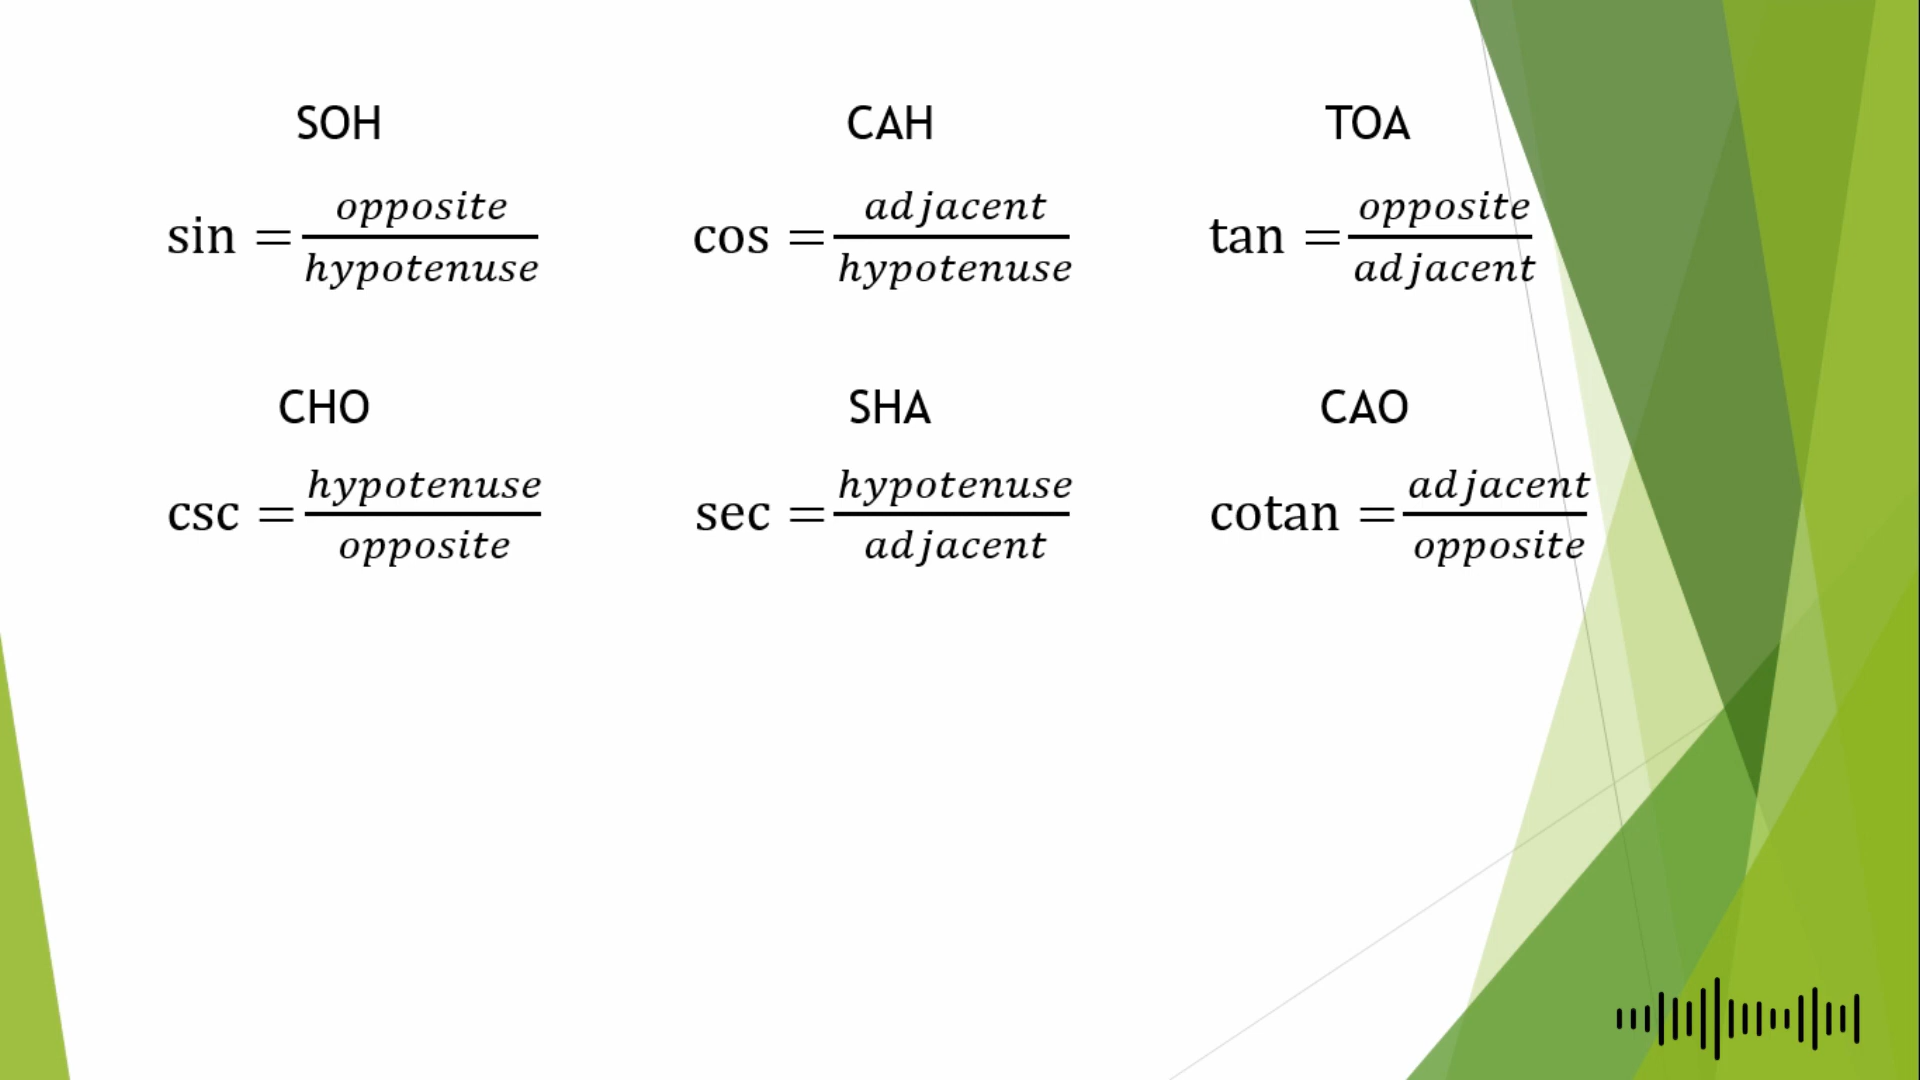 SOH CAH TOA
sin = opposite/hypotenuse cos = adjacent/hypotenuse tan = opposite/adjacent
CHO SHA CAO
csc = hypotenuse/opposite sec = hypotenuse/adjacent cotan = adjacent/opposite